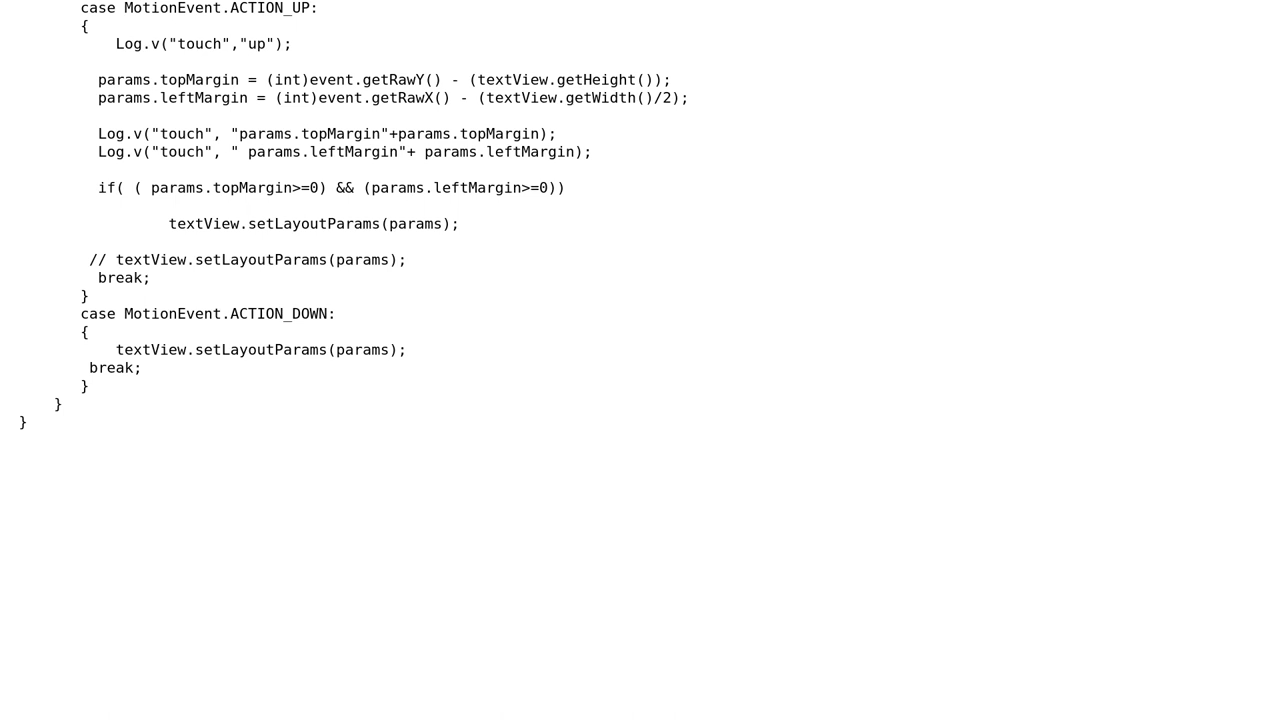 case MotionEvent.ACTION_UP:
{
Log.v("touch","up");
params.topMargin = (int)event.getRawY() - (textView.getHeight());
params.leftMargin = (int)event.getRawX() - (textView.getWidth()/2);
Log.v("touch", "params.topMargin"+params.topMargin);
Log.v("touch", " params.leftMargin"+ params.leftMargin);
if( ( params.topMargin>=0) && (params.leftMargin>=0))
textView.setLayoutParams(params);
// textView.setLayoutParams(params);
break;
}
case MotionEvent.ACTION_DOWN:
{
textView.setLayoutParams(params);
break;
}
}
}